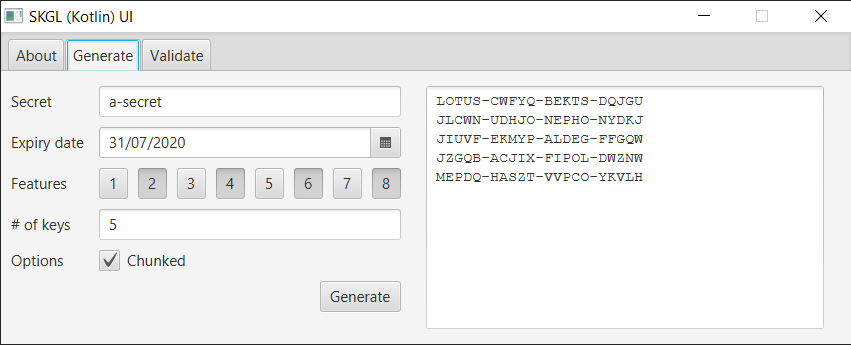 SKGL (Kotlin) UI
About Generate Validate
Secret a-secret
Expiry date 31/07/2020
Features 1 2 3 4 5 6 7 8
# of keys 5
Options Chunked
Generate
LOTUS-CWFYQ-BEKTS-DQJGU
JLCWN-UDHJO-NEPHO-NYDKJ
JIUVF-EKMYP-ALDEG-FFGQW
JZGQB-ACJIX-FIPOL-DWZNW
MEPDQ-HASZT-VVPCO-YKVLH